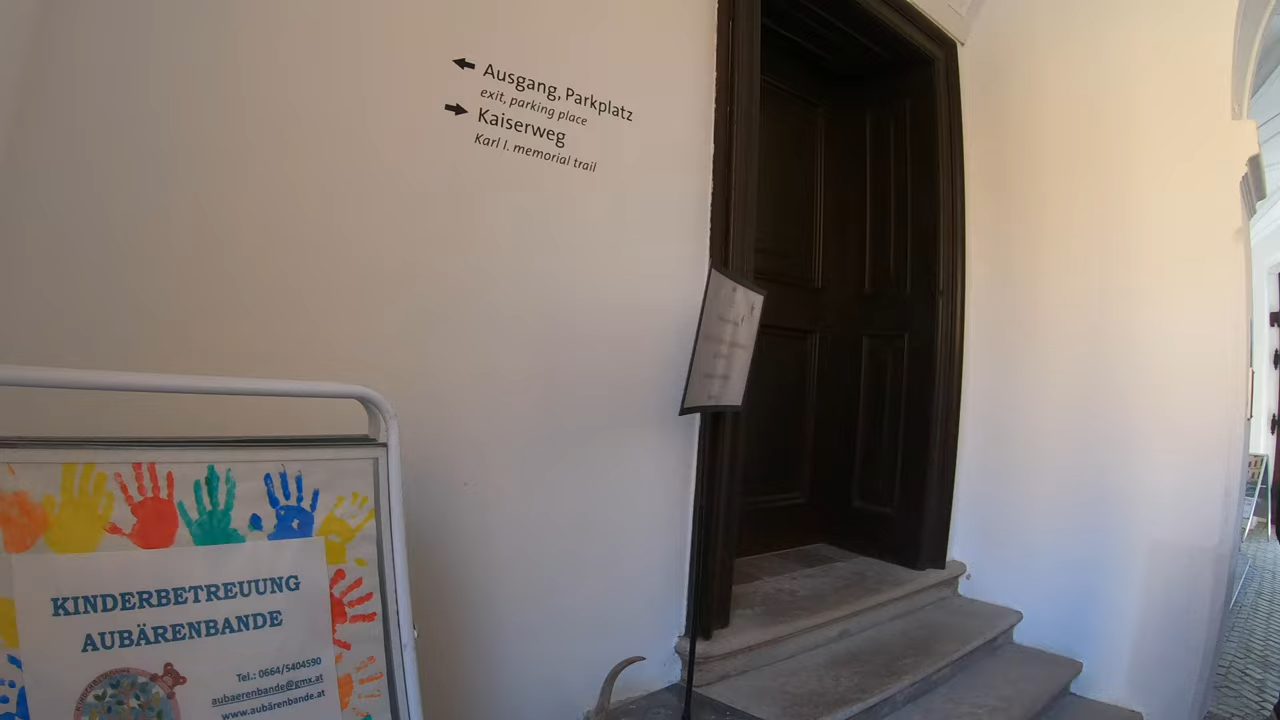 Ausgang, Parkplatz
exit, parking place
Kaiserweg
Karl I. memorial trail
KINDERBETREUUNG
AUBÄRENBANDE
Tel.: 0664/5404590
aubaerenbande@gmx.at
www.aubärenbande.at